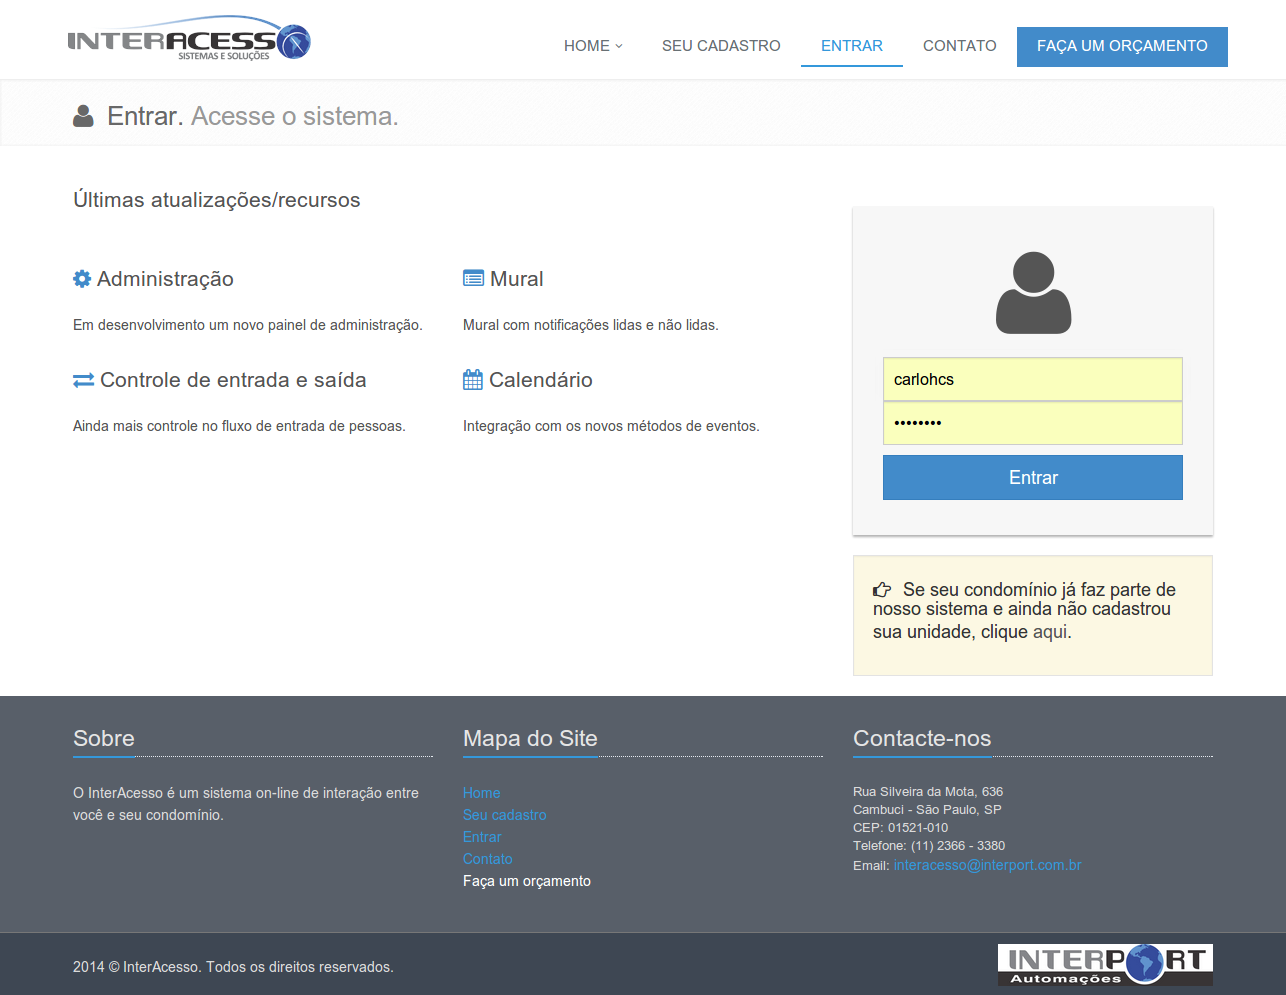 INTERACESSO
SISTEMAS E SOLUÇÕES
HOME
SEU CADASTRO
ENTRAR
CONTATO
FAÇA UM ORÇAMENTO
Entrar. Acesse o sistema.
Últimas atualizações/recursos
Administração
Em desenvolvimento um novo painel de administração.
Mural
Mural com notificações lidas e não lidas.
Controle de entrada e saída
Ainda mais controle no fluxo de entrada de pessoas.
Calendário
Integração com os novos métodos de eventos.
carlohcs
••••••••
Entrar
Se seu condomínio já faz parte de
nosso sistema e ainda não cadastrou
sua unidade, clique aqui.
Sobre
O InterAcesso é um sistema on-line de interação entre
você e seu condomínio.
Mapa do Site
Home
Seu cadastro
Entrar
Contato
Faça um orçamento
Contacte-nos
Rua Silveira da Mota, 636
Cambuci - São Paulo, SP
CEP: 01521-010
Telefone: (11) 2366 - 3380
Email: interacesso@interport.com.br
2014 © InterAcesso. Todos os direitos reservados.
INTERPORT
Automações